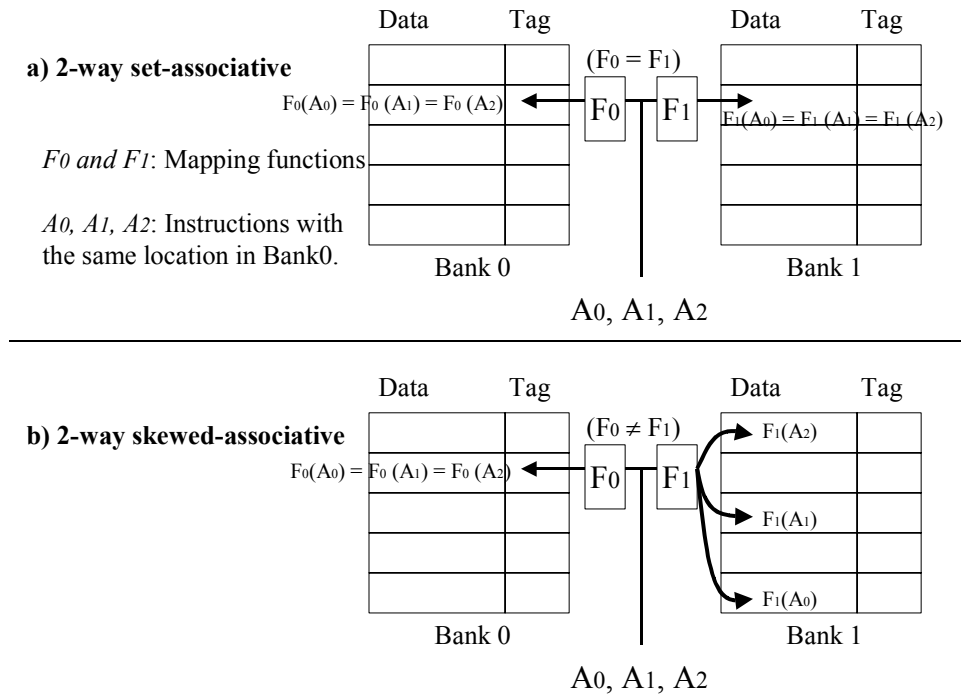 Data Tag Data Tag
a) 2-way set-associative
(F0 = F1)
F0(A0) = F0 (A1) = F0 (A2)
F0 F1
F1(A0) = F1 (A1) = F1 (A2)
F0 and F1: Mapping functions
A0, A1, A2: Instructions with
the same location in Bank0.
Bank 0 Bank 1
A0, A1, A2
Data Tag Data Tag
b) 2-way skewed-associative
(F0 ≠ F1)
F1(A2)
F0(A0) = F0 (A1) = F0 (A2)
F0 F1
F1(A1)
F1(A0)
Bank 0 Bank 1
A0, A1, A2